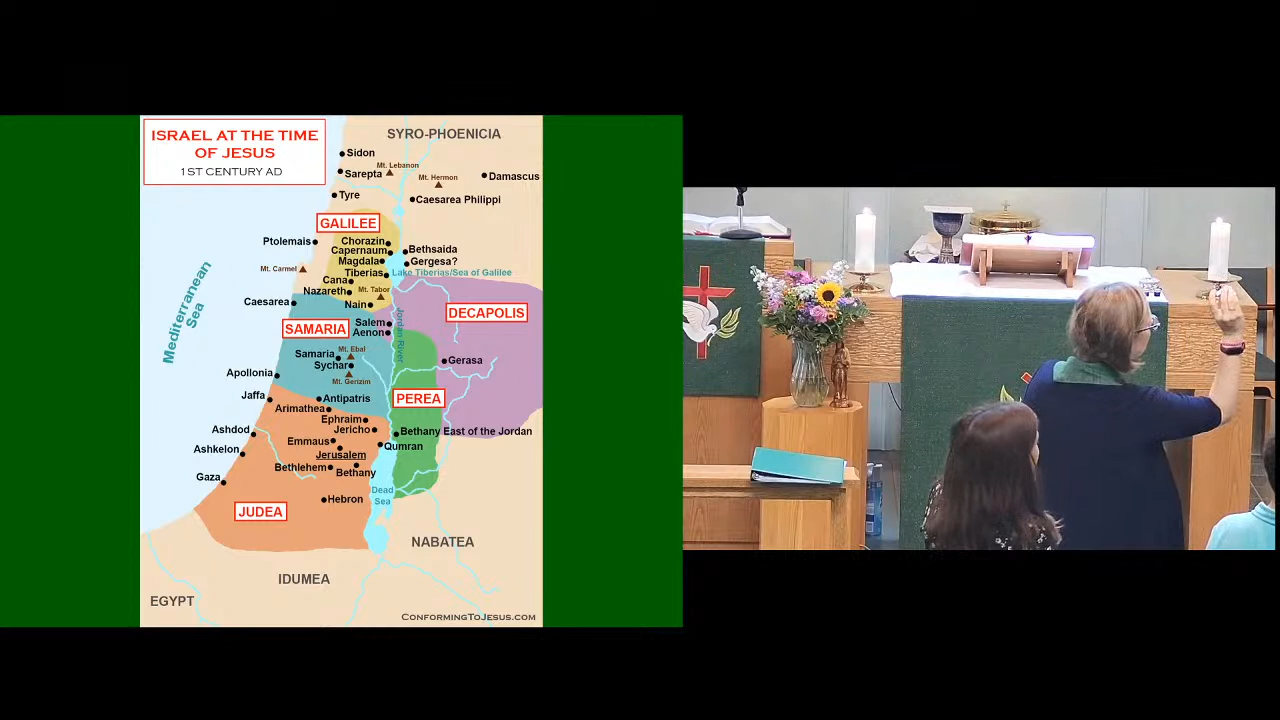 ISRAEL AT THE TIME
OF JESUS
1ST CENTURY AD
SYRO-PHOENICIA
Sidon
Mt. Lebanon
Sarepta
Mt. Hermon
Damascus
Tyre
Caesarea Philippi
GALILEE
Ptolemais
Chorazin
Capernaum
Bethsaida
Magdala
Gergesa?
Mt. Carmel
Tiberias
Lake Tiberias/Sea of Galilee
Cana
Nazareth
Mt. Tabor
Caesarea
Nain
Mediterranean
Sea
DECAPOLIS
SAMARIA
Salem
Aenon
Jordan River
Mt. Ebal
Samaria
Sychar
Gerasa
Apollonia
Mt. Gerizim
Jaffa
Antipatris
PEREA
Arimathea
Ephraim
Ashdod
Jericho
Bethany East of the Jordan
Emmaus
Qumran
Ashkelon
Jerusalem
Bethlehem
Bethany
Gaza
Dead
Sea
Hebron
JUDEA
NABATEA
IDUMEA
EGYPT
CONFORMINGTOJESUS.COM